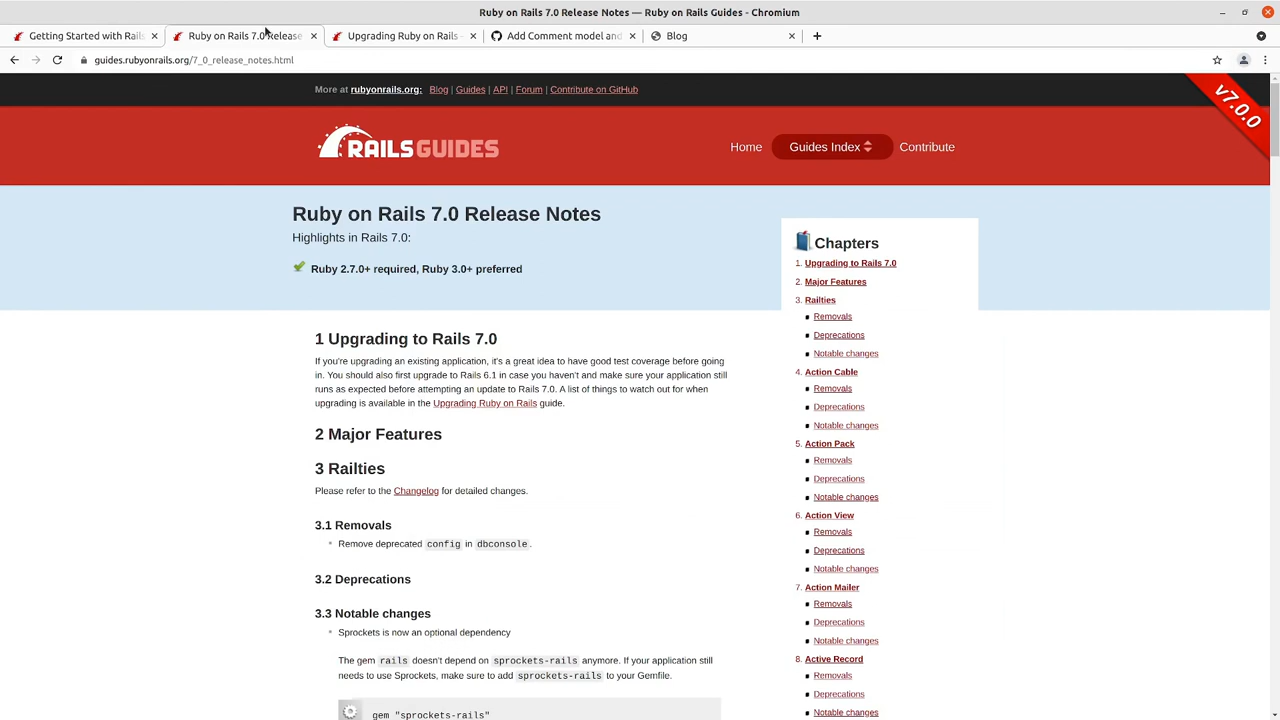 Ruby on Rails 7.0 Release Notes — Ruby on Rails Guides - Chromium
Getting Started with Rails
Ruby on Rails 7.0 Release
Upgrading Ruby on Rails
Add Comment model and
Blog
guides.rubyonrails.org/7_0_release_notes.html
More at rubyonrails.org: Blog | Guides | API | Forum | Contribute on GitHub
v7.0.0
RAILSGUIDES
Home
Guides Index
Contribute
Ruby on Rails 7.0 Release Notes
Highlights in Rails 7.0:
Ruby 2.7.0+ required, Ruby 3.0+ preferred
1 Upgrading to Rails 7.0
If you're upgrading an existing application, it's a great idea to have good test coverage before going
in. You should also first upgrade to Rails 6.1 in case you haven't and make sure your application still
runs as expected before attempting an update to Rails 7.0. A list of things to watch out for when
upgrading is available in the Upgrading Ruby on Rails guide.
2 Major Features
3 Railties
Please refer to the Changelog for detailed changes.
3.1 Removals
Remove deprecated config in dbconsole.
3.2 Deprecations
3.3 Notable changes
Sprockets is now an optional dependency
The gem rails doesn't depend on sprockets-rails anymore. If your application still
needs to use Sprockets, make sure to add sprockets-rails to your Gemfile.
gem "sprockets-rails"
Chapters
1. Upgrading to Rails 7.0
2. Major Features
3. Railties
Removals
Deprecations
Notable changes
4. Action Cable
Removals
Deprecations
Notable changes
5. Action Pack
Removals
Deprecations
Notable changes
6. Action View
Removals
Deprecations
Notable changes
7. Action Mailer
Removals
Deprecations
Notable changes
8. Active Record
Removals
Deprecations
Notable changes